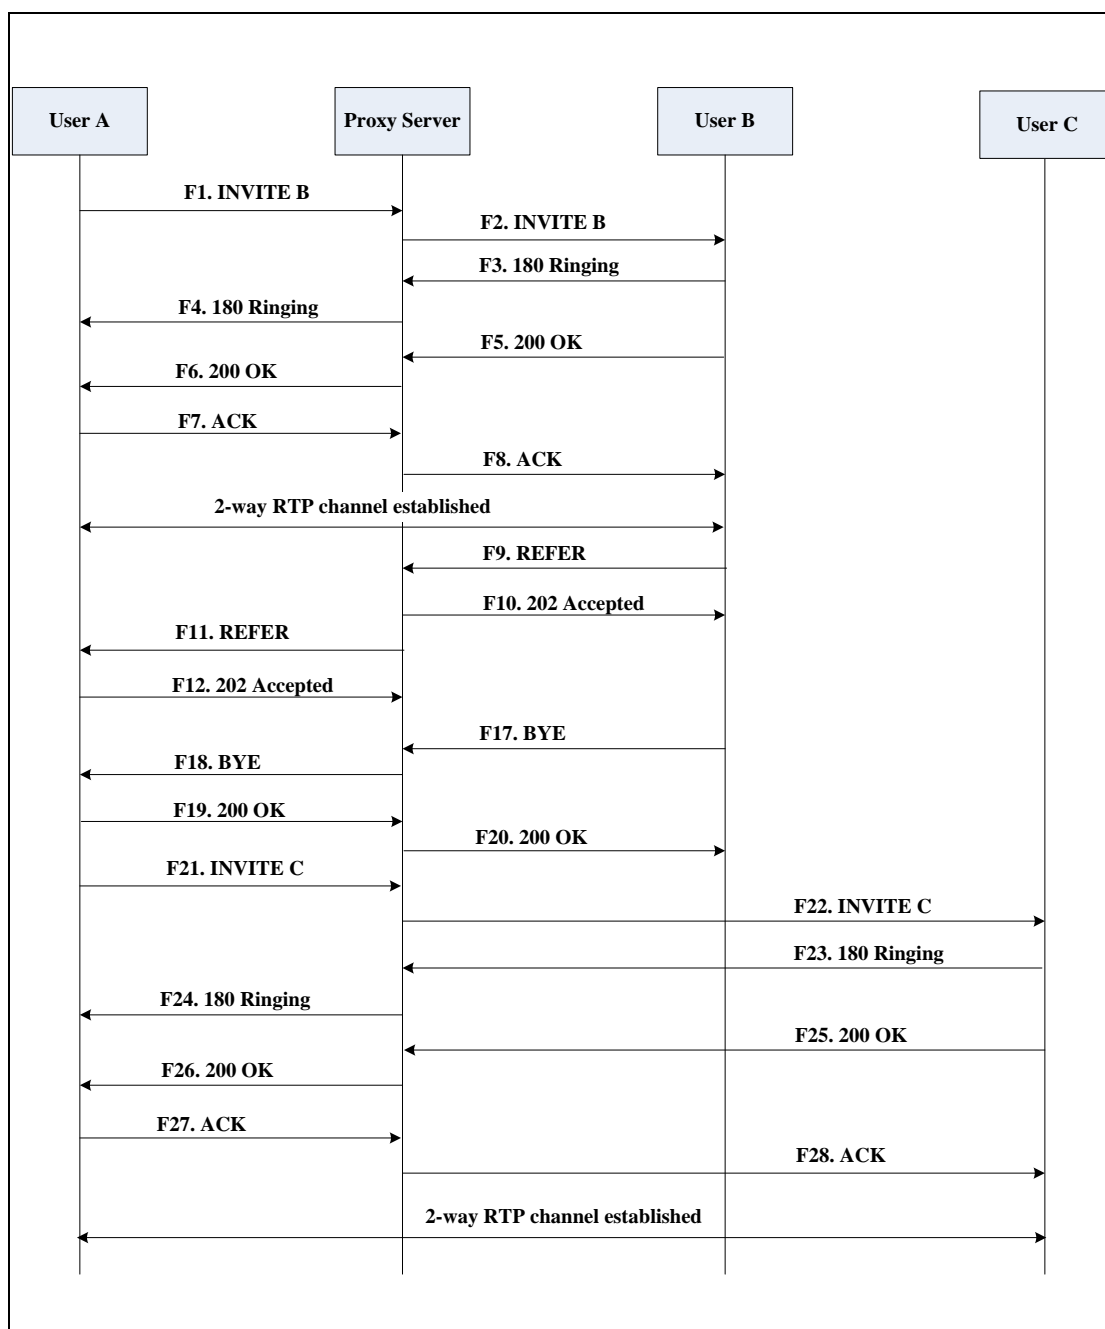 User A
Proxy Server
User B
User C
F1. INVITE B
F2. INVITE B
F3. 180 Ringing
F4. 180 Ringing
F5. 200 OK
F6. 200 OK
F7. ACK
F8. ACK
2-way RTP channel established
F9. REFER
F10. 202 Accepted
F11. REFER
F12. 202 Accepted
F17. BYE
F18. BYE
F19. 200 OK
F20. 200 OK
F21. INVITE C
F22. INVITE C
F23. 180 Ringing
F24. 180 Ringing
F25. 200 OK
F26. 200 OK
F27. ACK
F28. ACK
2-way RTP channel established